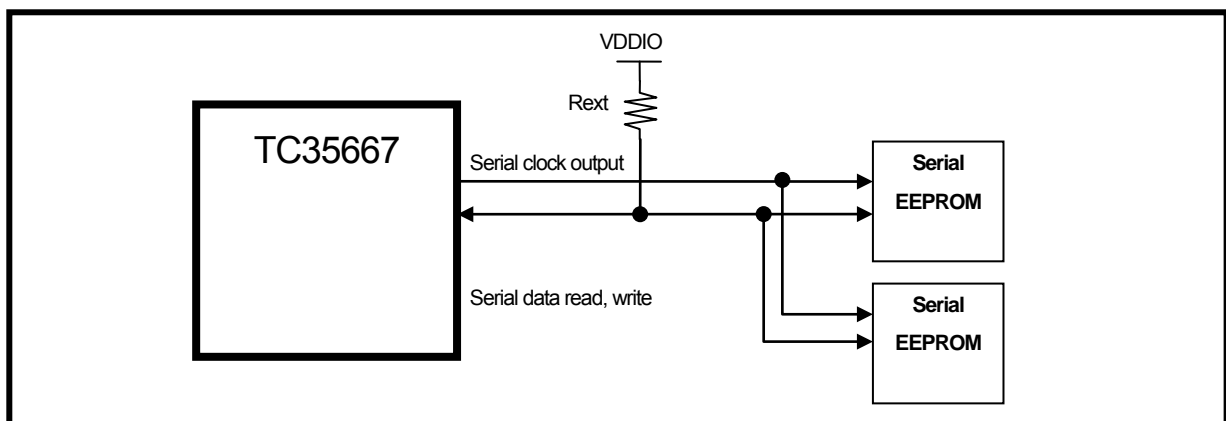 VDDIO
Rext
TC35667
Serial clock output
Serial
EEPROM
Serial data read, write
Serial
EEPROM